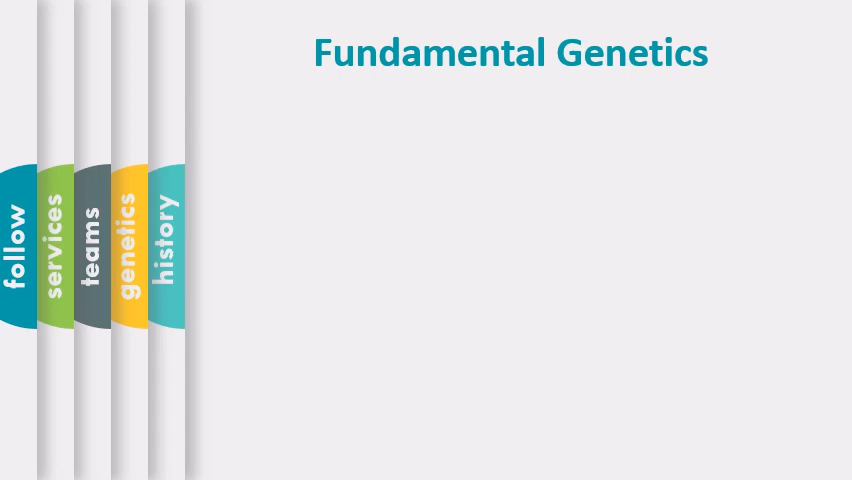 Fundamental Genetics
follow
services
teams
genetics
history